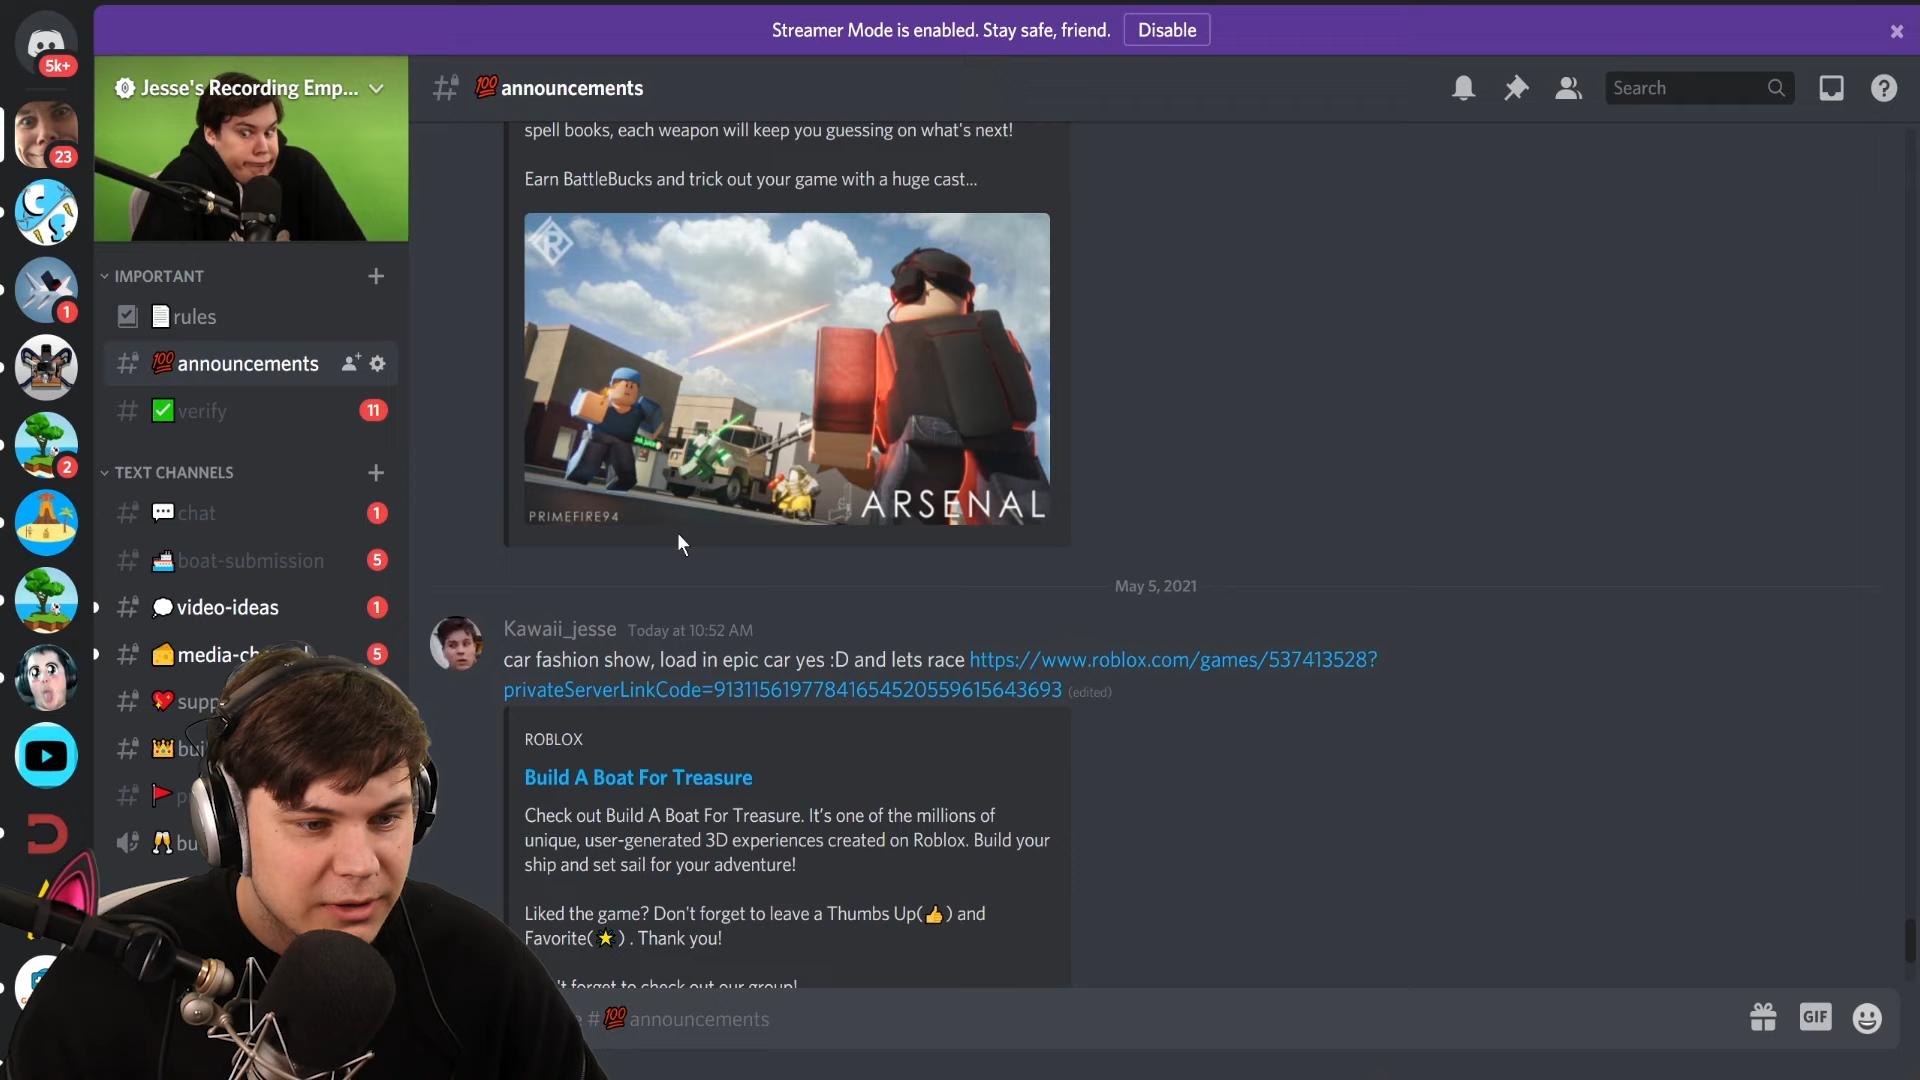 Streamer Mode is enabled. Stay safe, friend.
Disable
5k+
Jesse's Recording Emp...
announcements
Search
23
spell books, each weapon will keep you guessing on what's next!
Earn BattleBucks and trick out your game with a huge cast...
IMPORTANT
rules
1
announcements
verify
11
ARSENAL
PRIMEFIRE94
TEXT CHANNELS
2
chat
1
boat-submission
5
May 5, 2021
video-ideas
1
Kawaii_jesse Today at 10:52 AM
car fashion show, load in epic car yes :D and lets race https://www.roblox.com/games/537413528?
privateServerLinkCode=91311561977841654520559615643693 (edited)
5
ROBLOX
Build A Boat For Treasure
Check out Build A Boat For Treasure. It's one of the millions of
unique, user-generated 3D experiences created on Roblox. Build your
ship and set sail for your adventure!
Liked the game? Don't forget to leave a Thumbs Up(👍) and
Favorite(🌟) . Thank you!
forget to check out our group!
# 💯 announcements
GIF